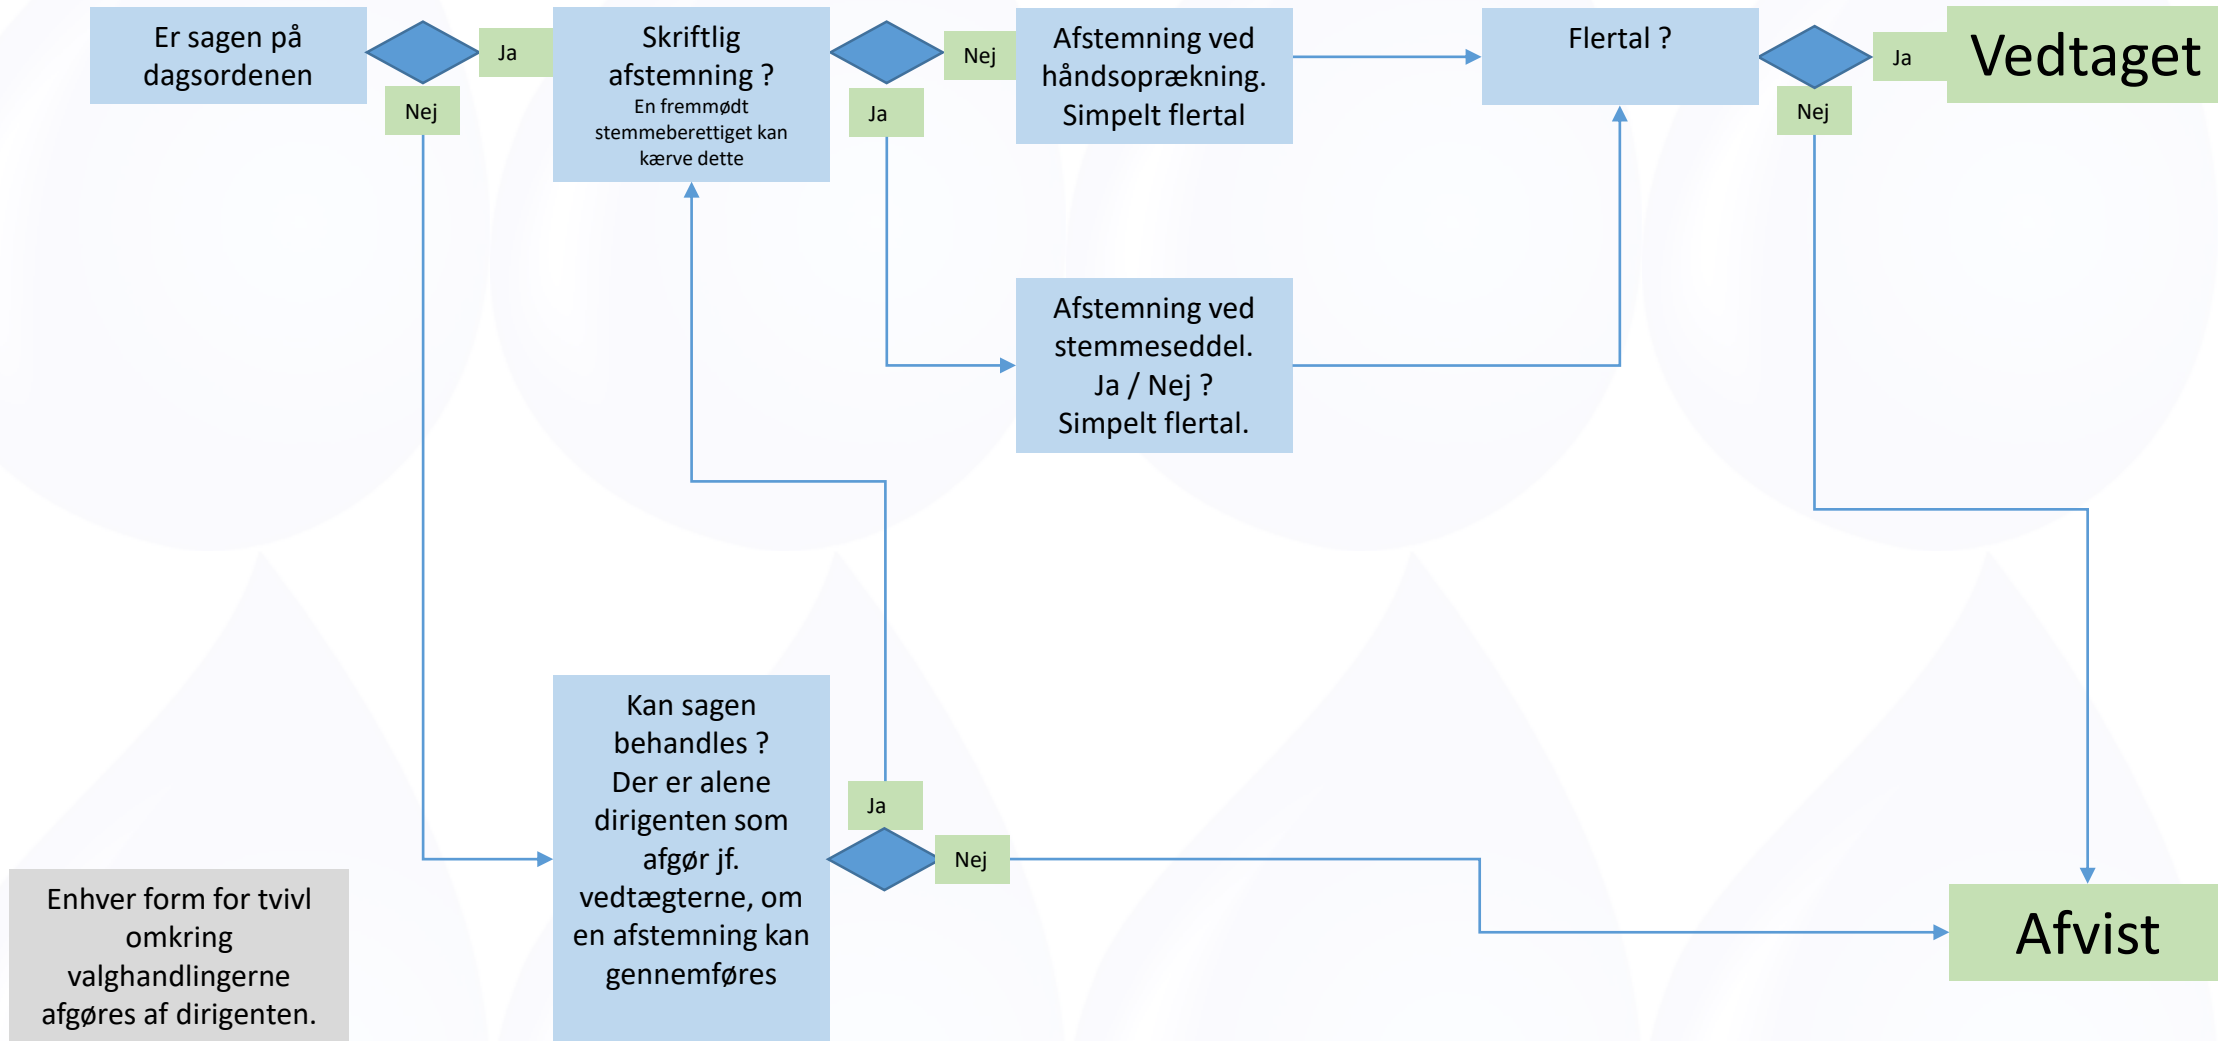 Er sagen på
dagsordenen
Ja
Nej
Skriftlig
afstemning ?
En fremmødt
stemmeberettiget kan
kærve dette
Nej
Ja
Afstemning ved
håndsoprækning.
Simpelt flertal
Flertal ?
Ja
Nej
Vedtaget
Afstemning ved
stemmeseddel.
Ja / Nej ?
Simpelt flertal.
Kan sagen
behandles ?
Der er alene
dirigenten som
afgør jf.
vedtægterne, om
en afstemning kan
gennemføres
Ja
Nej
Afvist
Enhver form for tvivl
omkring
valghandlingerne
afgøres af dirigenten.